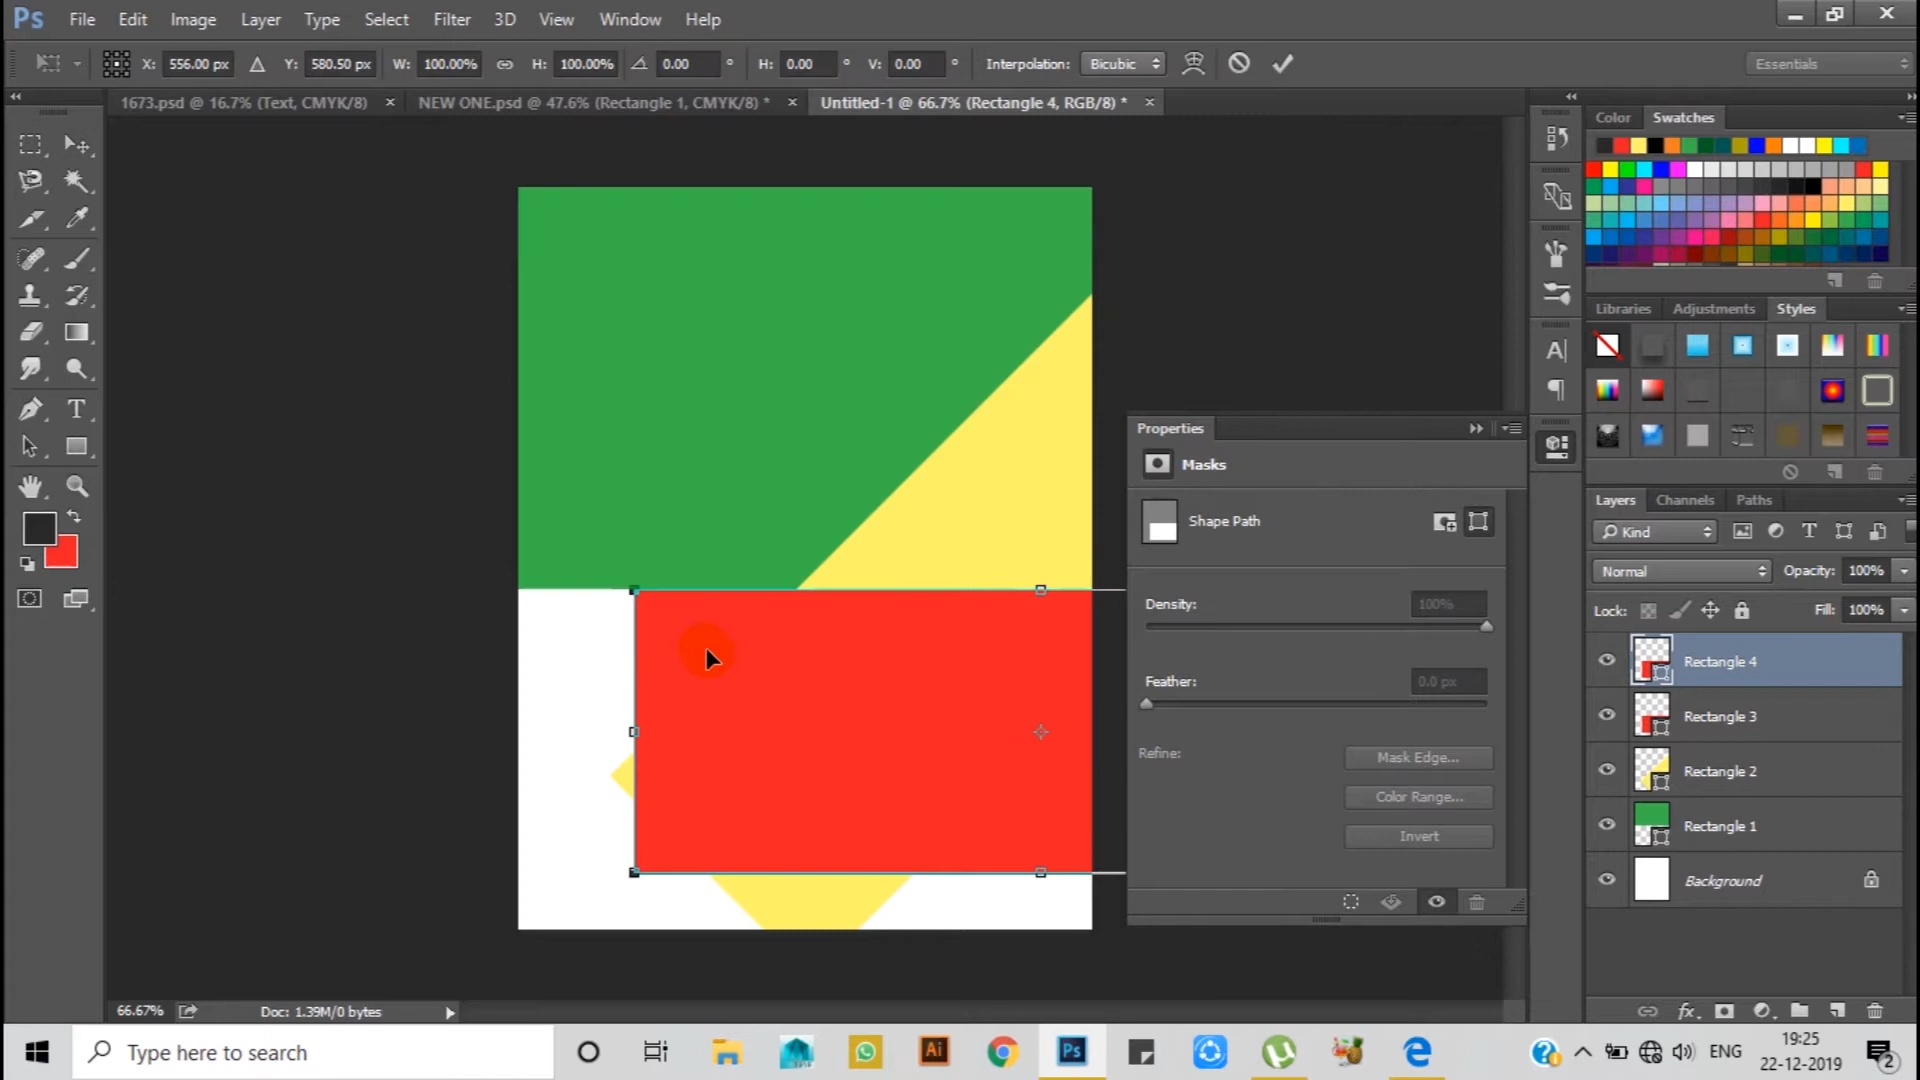 Ps File Edit Image Layer Type Select Filter 3D View Window Help
X: 556.00 px Y: 580.50 px W: 100.00% H: 100.00% 0.00 ° H: 0.00 ° V: 0.00 ° Interpolation: Bicubic Essentials
1673.psd @ 16.7% (Text, CMYK/8) × NEW ONE.psd @ 47.6% (Rectangle 1, CMYK/8) * × Untitled-1 @ 66.7% (Rectangle 4, RGB/8) * ×
Color Swatches
Libraries Adjustments Styles
Properties
Masks
Shape Path
Density: 100%
Feather: 0.0 px
Refine: Mask Edge...
Color Range...
Invert
Layers Channels Paths
Kind
Normal Opacity: 100%
Lock: Fill: 100%
Rectangle 4
Rectangle 3
Rectangle 2
Rectangle 1
Background
66.67% Doc: 1.39M/0 bytes
Type here to search
Ai
Ps
ENG
19:25
22-12-2019
2